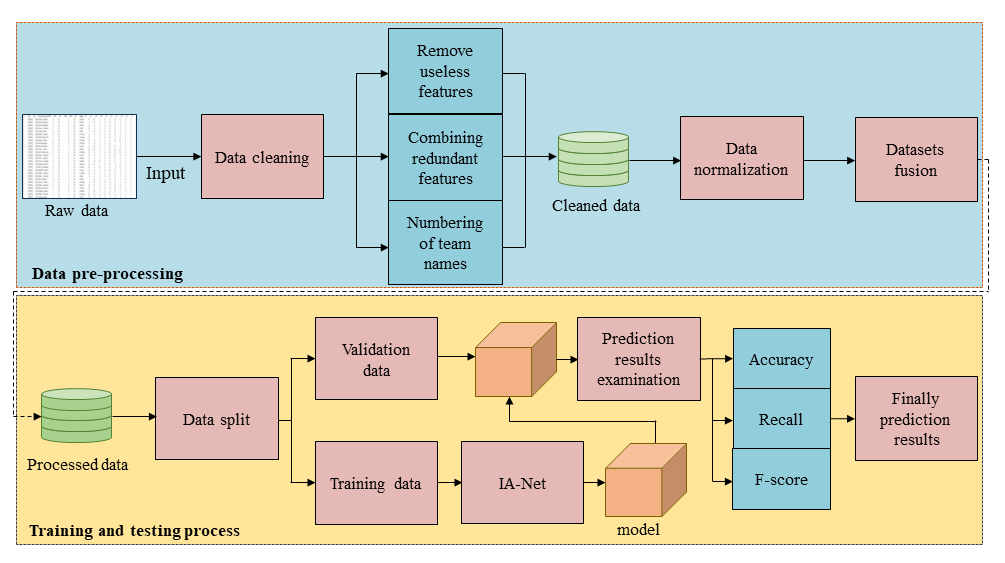 Remove
useless
features
Combining
redundant
features
Numbering
of team
names
Raw data
Input
Data cleaning
Cleaned data
Data
normalization
Datasets
fusion
Data pre-processing
Processed data
Data split
Validation
data
Training data
IA-Net
model
Prediction
results
examination
Accuracy
Recall
F-score
Finally
prediction
results
Training and testing process